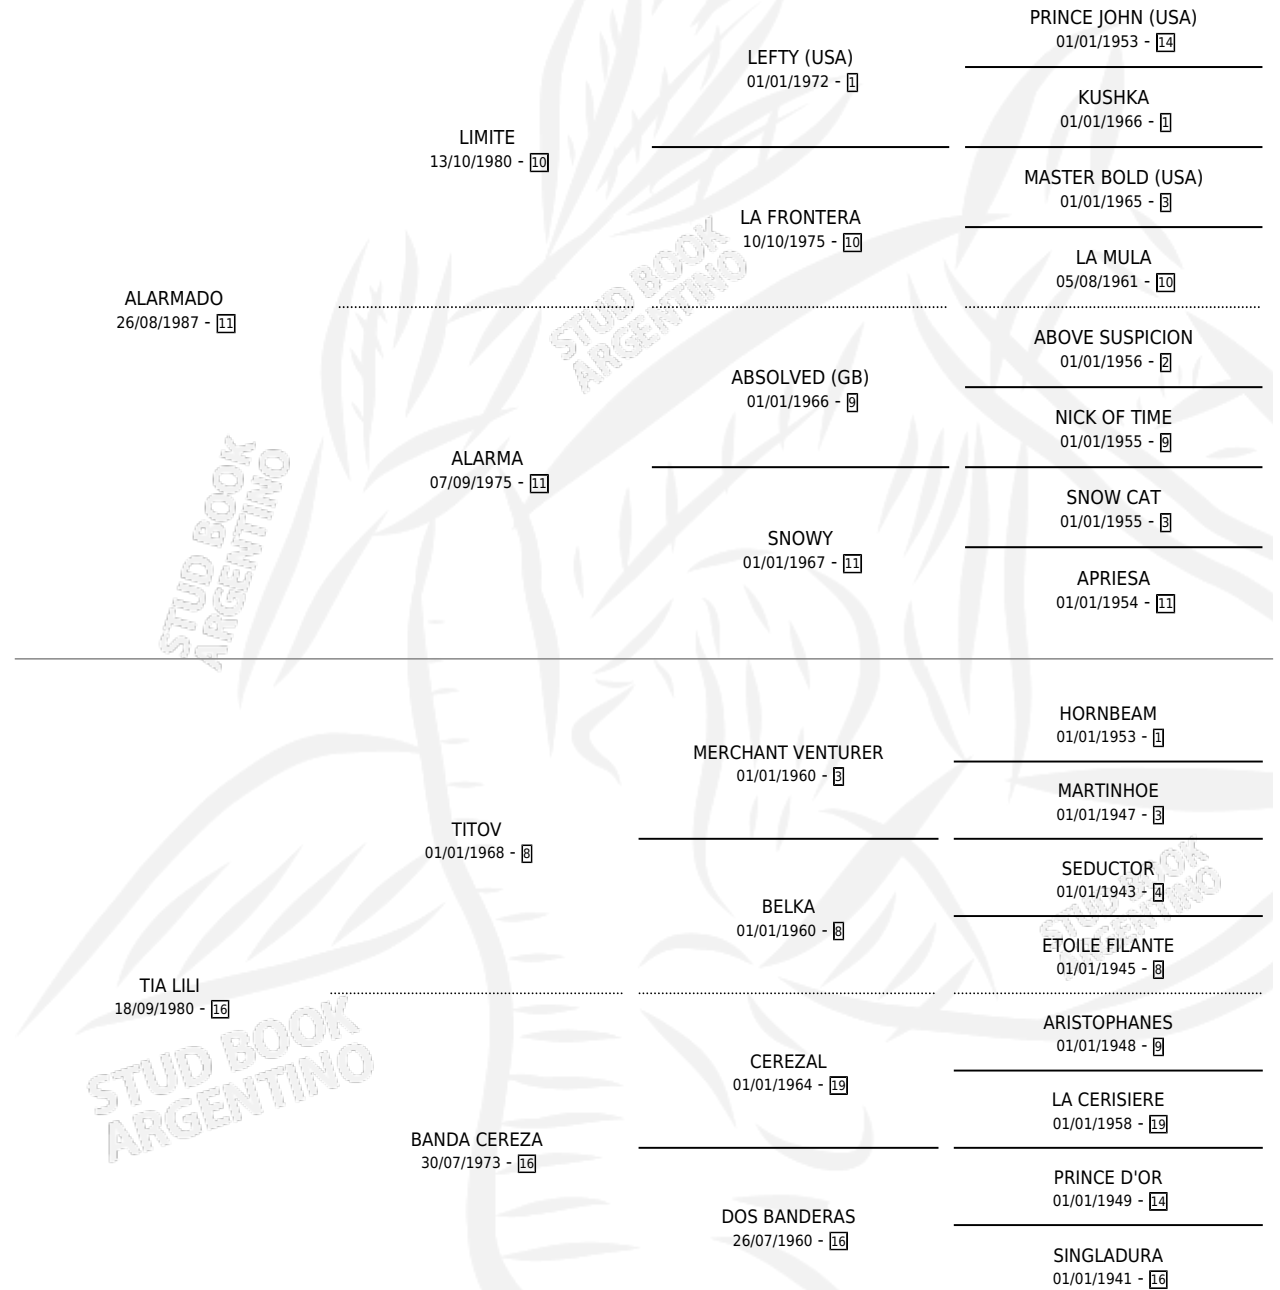 PRINCE JOHN (USA)
01/01/1953 - 14
LEFTY (USA)
01/01/1972 - 1
KUSHKA
01/01/1966 - 1
LIMITE
13/10/1980 - 10
MASTER BOLD (USA)
01/01/1965 - 3
LA FRONTERA
10/10/1975 - 10
LA MULA
05/08/1961 - 10
ALARMADO
26/08/1987 - 11
ABOVE SUSPICION
01/01/1956 - 2
ABSOLVED (GB)
01/01/1966 - 9
NICK OF TIME
01/01/1955 - 9
ALARMA
07/09/1975 - 11
SNOW CAT
01/01/1955 - 3
SNOWY
01/01/1967 - 11
APRIESA
01/01/1954 - 11
STUD BOOK
ARGENTINO
STUD BOOK
ARGENTINO
HORNBEAM
01/01/1953 - 1
MERCHANT VENTURER
01/01/1960 - 3
MARTINHOE
01/01/1947 - 3
TITOV
01/01/1968 - 8
SEDUCTOR
01/01/1943 - 4
BELKA
01/01/1960 - 8
ETOILE FILANTE
01/01/1945 - 8
TIA LILI
18/09/1980 - 16
ARISTOPHANES
01/01/1948 - 9
CEREZAL
01/01/1964 - 19
LA CERISIERE
01/01/1958 - 19
BANDA CEREZA
30/07/1973 - 16
PRINCE D'OR
01/01/1949 - 14
DOS BANDERAS
26/07/1960 - 16
SINGLADURA
01/01/1941 - 16
STUD BOOK
ARGENTINO
STUD BOOK
ARGENTINO